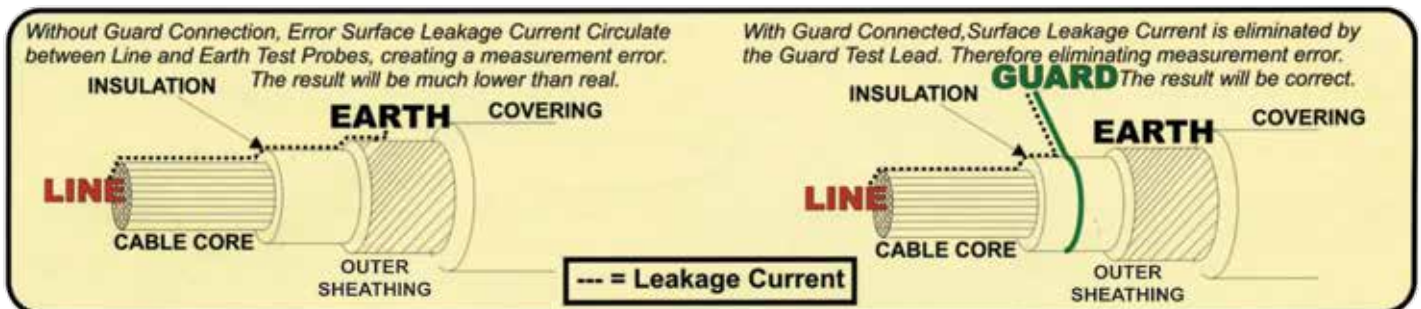 Without Guard Connection, Error Surface Leakage Current Circulate
between Line and Earth Test Probes, creating a measurement error.
The result will be much lower than real.
INSULATION
EARTH
COVERING
LINE
CABLE CORE
OUTER
SHEATHING
--- = Leakage Current
With Guard Connected,Surface Leakage Current is eliminated by
the Guard Test Lead. Therefore eliminating measurement error.
GUARD
The result will be correct.
INSULATION
EARTH
COVERING
LINE
CABLE CORE
OUTER
SHEATHING